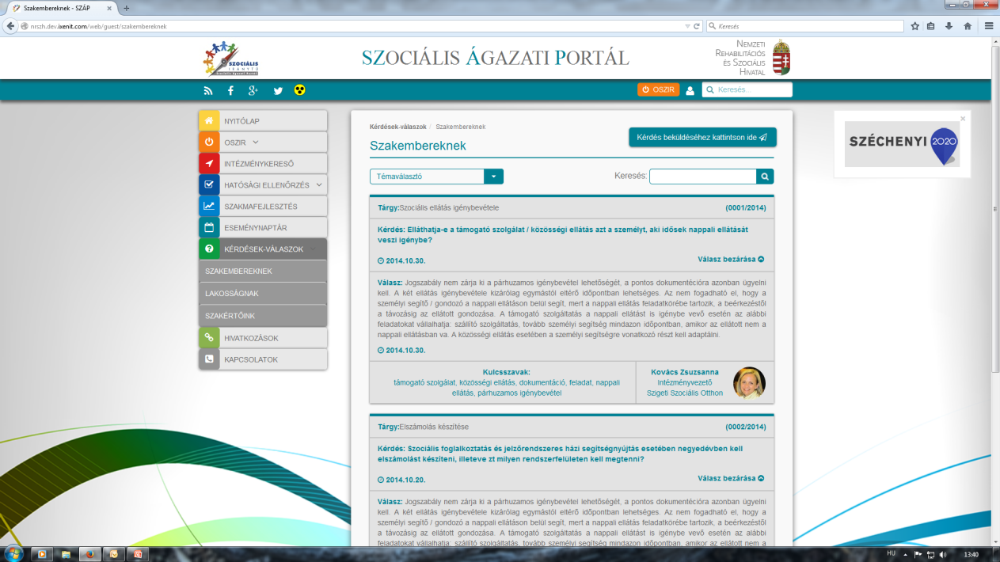 Szakembereknek - SZÁP
nrszh.dev.ixenit.com/web/guest/szakembereknek
Keresés
SZOCIÁLIS
IRÁNYTŰ
Szociális Ágazati Portál
SZOCIÁLIS ÁGAZATI PORTÁL
NEMZETI
REHABILITÁCIÓS
ÉS SZOCIÁLIS
HIVATAL
OSZIR
Keresés...
NYITÓLAP
OSZIR
INTÉZMÉNYKERESŐ
HATÓSÁGI ELLENŐRZÉS
SZAKMAFEJLESZTÉS
ESEMÉNYNAPTÁR
KÉRDÉSEK-VÁLASZOK
SZAKEMBEREKNEK
LAKOSSÁGNAK
SZAKÉRTŐINK
HIVATKOZÁSOK
KAPCSOLATOK
Kérdések-válaszok / Szakembereknek
Szakembereknek
Kérdés beküldéséhez kattintson ide
Témaválasztó
Keresés:
Tárgy:Szociális ellátás igénybevétele (0001/2014)
Kérdés: Elláthatja-e a támogató szolgálat / közösségi ellátás azt a személyt, aki idősek nappali ellátását
veszi igénybe?
2014.10.30. Válasz bezárása
Válasz: Jogszabály nem zárja ki a párhuzamos igénybevétel lehetőségét, a pontos dokumentécióra azonban ügyelni
kell. A két ellátás igénybevétele kizárólag egymástól eltérő időpontban lehetséges. Az nem fogadható el, hogy a
személyi segítő / gondozó a nappali ellátáson belül segít, mert a nappali ellátás feladatkörébe tartozik, a beérkezéstől
a távozásig az ellátott gondozása. A támogató szolgáltatás a nappali ellátást is igénybe vevő esetén az alábbi
feladatokat vállalhatja: szállító szolgáltatás, tovább személyi segítség mindazon időpontban, amikor az ellátott nem a
nappali ellátásban va. A közösségi ellátás esetében a személyi segítségre vonatkozó részt kell adaptálni.
2014.10.30.
Kulcsszavak:
támogató szolgálat, közösségi ellátás, dokumentáció, feladat, nappali
ellátás, párhuzamos igénybevétel
Kovács Zsuzsanna
Intézményvezető
Szigeti Szociális Otthon
Tárgy:Elszámolás készítése (0002/2014)
Kérdés: Szociális foglalkoztatás és jelzőrendszeres házi segítségnyújtás esetében negyedévben kell
elszámolást készíteni, illeteve zt milyen rendszerfelületen kell megtenni?
2014.10.20. Válasz bezárása
Válasz: Jogszabály nem zárja ki a párhuzamos igénybevétel lehetőségét, a pontos dokumentécióra azonban ügyelni
kell. A két ellátás igénybevétele kizárólag egymástól eltérő időpontban lehetséges. Az nem fogadható el, hogy a
személyi segítő / gondozó a nappali ellátáson belül segít, mert a nappali ellátás feladatkörébe tartozik, a beérkezéstől
a távozásig az ellátott gondozása. A támogató szolgáltatás a nappali ellátást is igénybe vevő esetén az alábbi
feladatokat vállalhatja: szállító szolgáltatás, tovább személyi segítség mindazon időpontban, amikor az ellátott nem a
SZÉCHENYI 2020
HU
13:40